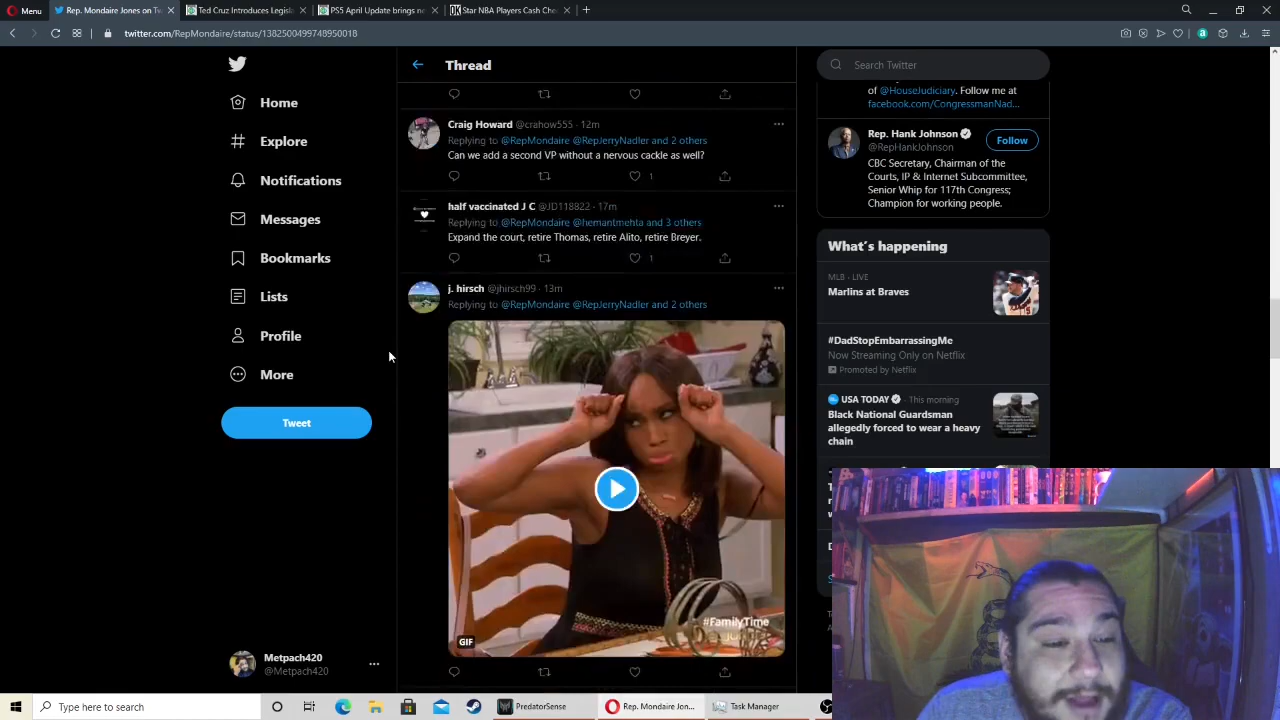 Menu
Rep. Mondaire Jones on Tw
Ted Cruz Introduces Legisla
PS5 April Update brings ne
DK Star NBA Players Cash Che
twitter.com/RepMondaire/status/1382500499748950018
Home
Explore
Notifications
Messages
Bookmarks
Lists
Profile
More
Tweet
Metpach420
@Metpach420
Thread
Craig Howard @crahow555 · 12m
Replying to @RepMondaire @RepJerryNadler and 2 others
Can we add a second VP without a nervous cackle as well?
1
half vaccinated J C @JD118822 · 17m
Replying to @RepMondaire @hemantmehta and 3 others
Expand the court, retire Thomas, retire Alito, retire Breyer.
1
j. hirsch @jhirsch99 · 13m
Replying to @RepMondaire @RepJerryNadler and 2 others
#FamilyTime
GIF
Search Twitter
of @HouseJudiciary. Follow me at
facebook.com/CongressmanNad...
Rep. Hank Johnson
@RepHankJohnson
Follow
CBC Secretary, Chairman of the
Courts, IP & Internet Subcommittee,
Senior Whip for 117th Congress;
Champion for working people.
What's happening
MLB · LIVE
Marlins at Braves
#DadStopEmbarrassingMe
Now Streaming Only on Netflix
Promoted by Netflix
USA TODAY · This morning
Black National Guardsman
allegedly forced to wear a heavy
chain
Type here to search
PredatorSense
Rep. Mondaire Jon...
Task Manager